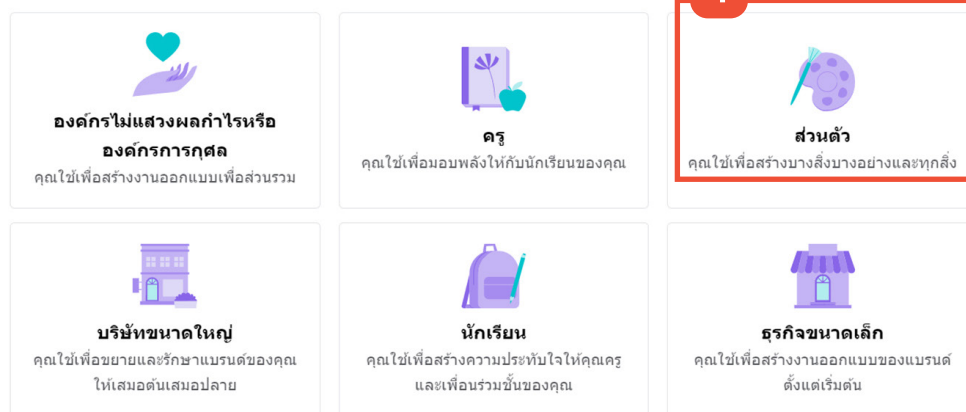 องค์กรไม่แสวงผลกำไรหรือ
องค์กรการกุศล
คุณใช้เพื่อสร้างงานออกแบบเพื่อส่วนรวม
ครู
คุณใช้เพื่อมอบพลังให้กับนักเรียนของคุณ
ส่วนตัว
คุณใช้เพื่อสร้างบางสิ่งบางอย่างและทุกสิ่ง
บริษัทขนาดใหญ่
คุณใช้เพื่อขยายและรักษาแบรนด์ของคุณ
ให้เสมอต้นเสมอปลาย
นักเรียน
คุณใช้เพื่อสร้างความประทับใจให้คุณครู
และเพื่อนร่วมชั้นของคุณ
ธุรกิจขนาดเล็ก
คุณใช้เพื่อสร้างงานออกแบบของแบรนด์
ตั้งแต่เริ่มต้น